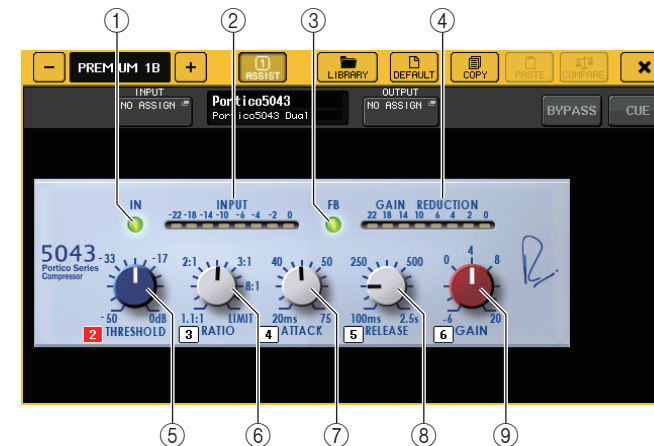 ① ② ③ ④
− PREMIUM 1B + 1 ASSIST LIBRARY DEFAULT COPY PASTE COMPARE ×
INPUT OUTPUT
NO ASSIGN Portico5043 NO ASSIGN
Portico5043 Dual BYPASS CUE
IN INPUT FB GAIN REDUCTION
-22 -18 -14 -10 -6 -4 -2 0 22 18 14 10 6 4 2 0
5043 -33 -17 2:1 3:1 40 50 250 500 0 4 8
Portico Series
Compressor
8:1
-50 0dB 1.1:1 LIMIT 20ms 75 100ms 2.5s -6 20
2 THRESHOLD 3 RATIO 4 ATTACK 5 RELEASE 6 GAIN
⑤ ⑥ ⑦ ⑧ ⑨